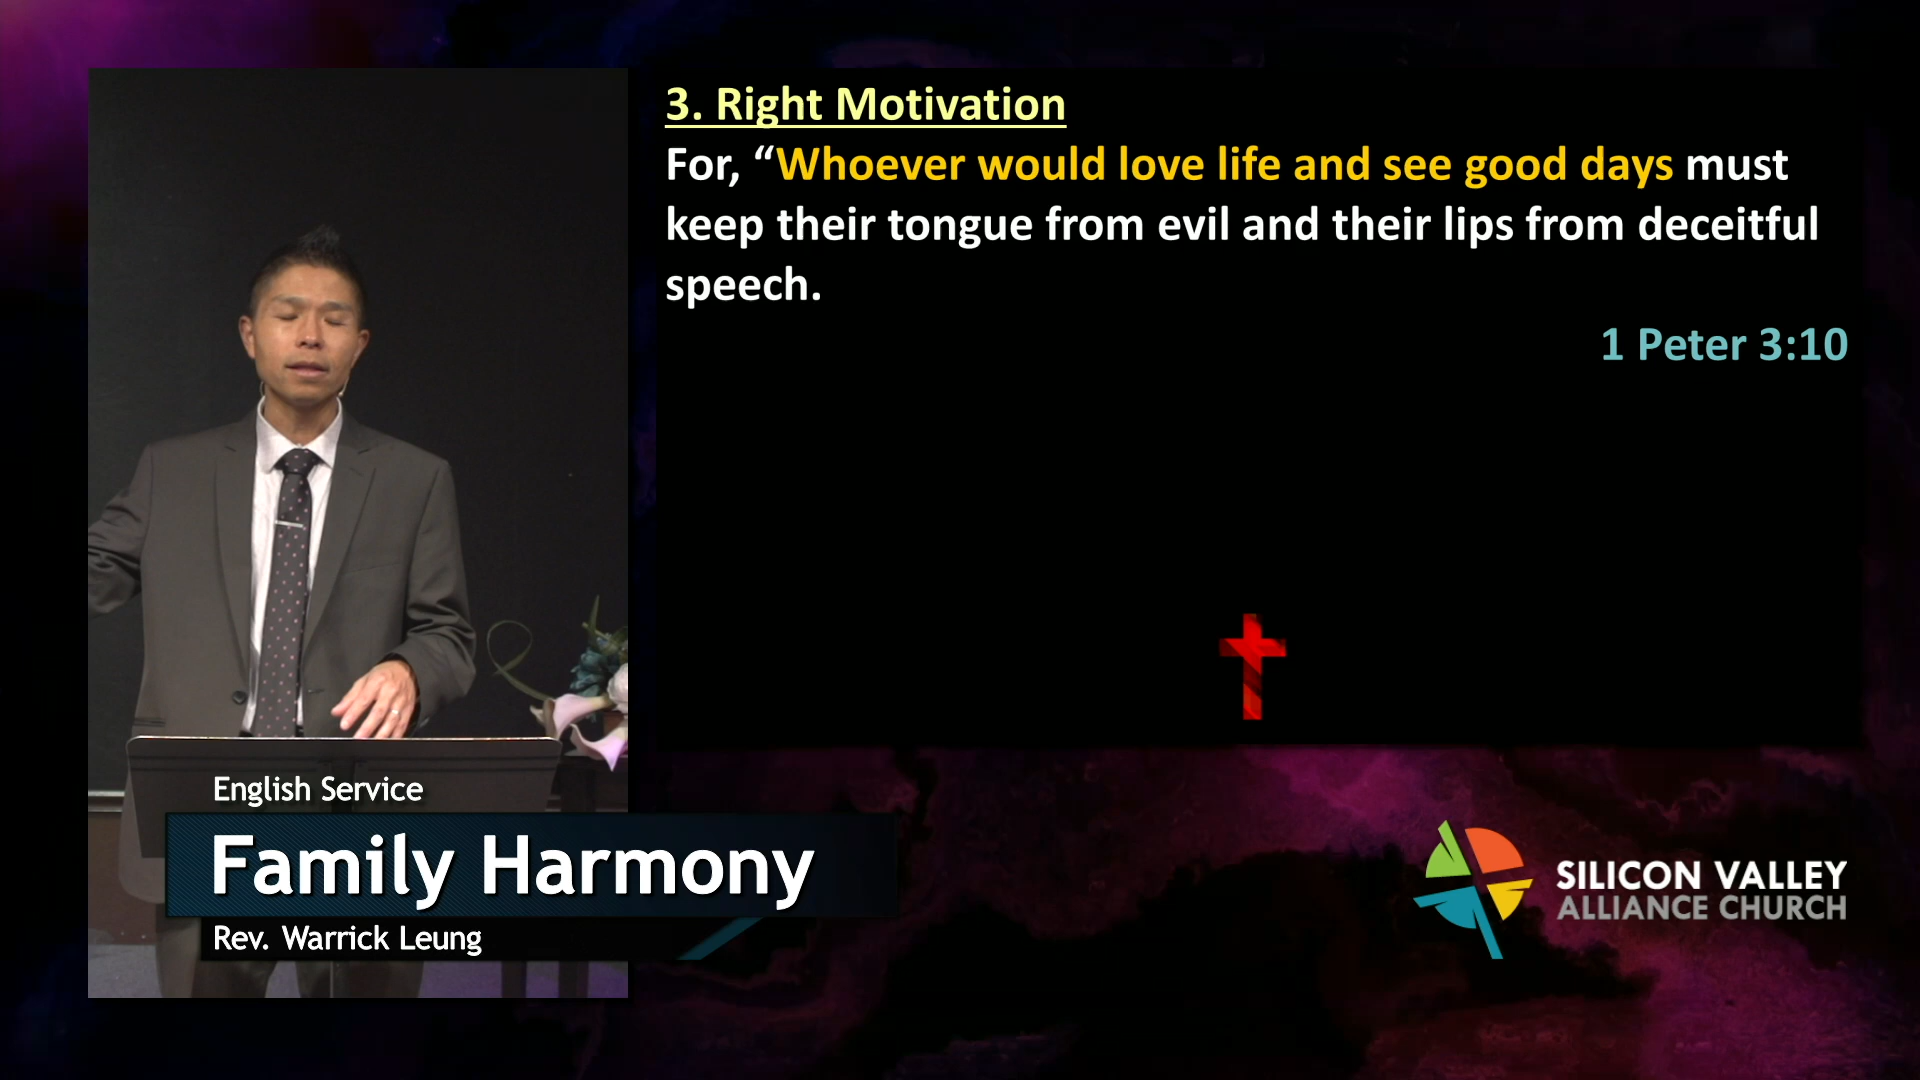 3. Right Motivation
For, “Whoever would love life and see good days must
keep their tongue from evil and their lips from deceitful
speech.
1 Peter 3:10
English Service
Family Harmony
Rev. Warrick Leung
SILICON VALLEY
ALLIANCE CHURCH